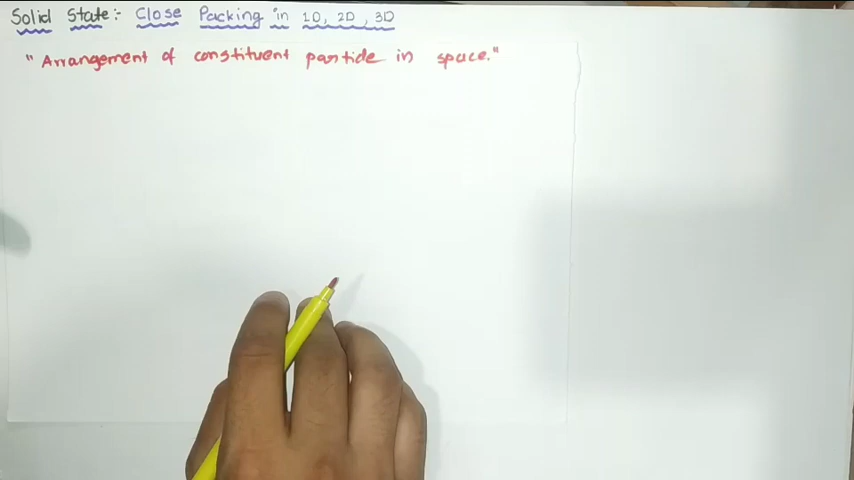 Solid State:- Close Packing in 1D, 2D, 3D
"Arrangement of constituent particle in space."